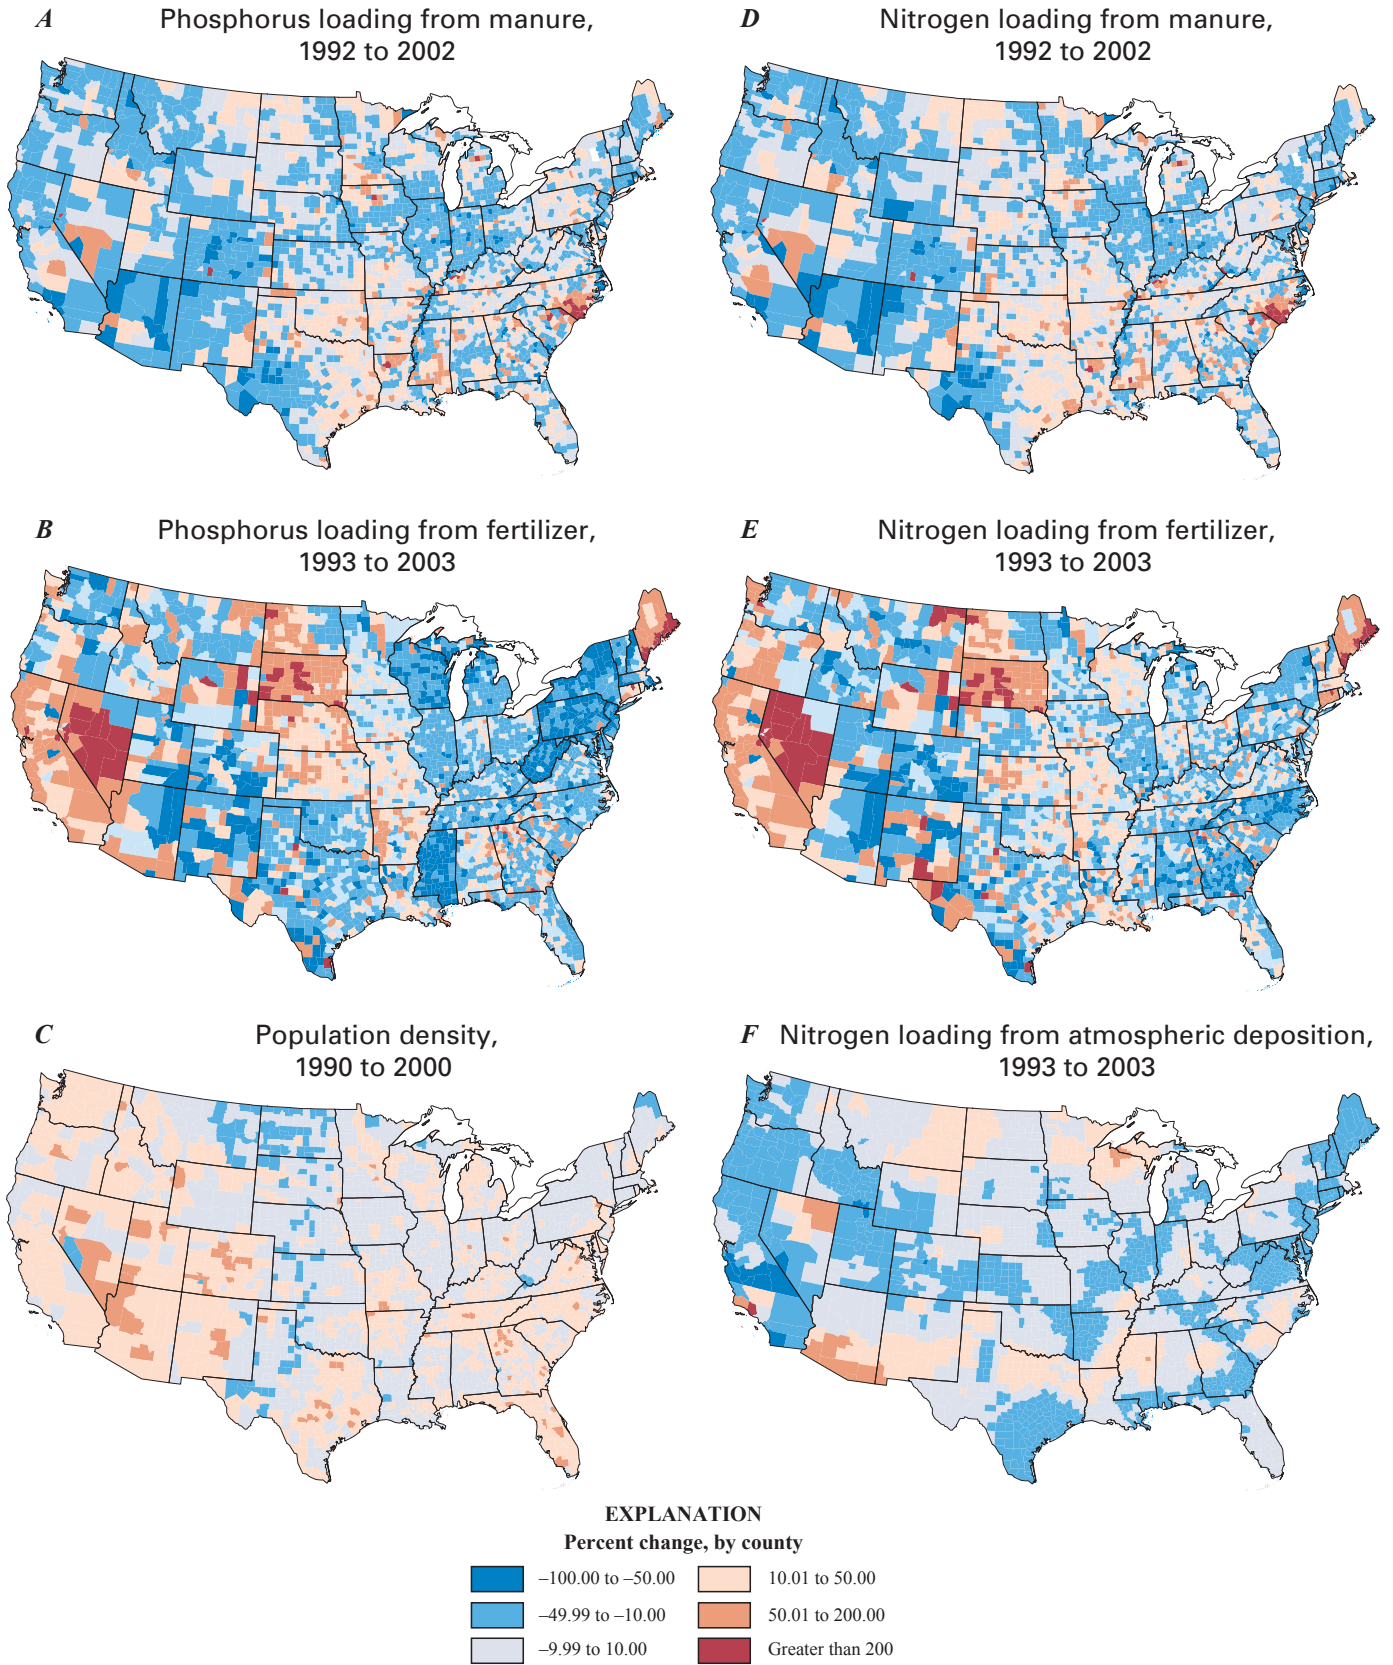 A Phosphorus loading from manure,
1992 to 2002
D Nitrogen loading from manure,
1992 to 2002
B Phosphorus loading from fertilizer,
1993 to 2003
E Nitrogen loading from fertilizer,
1993 to 2003
C Population density,
1990 to 2000
F Nitrogen loading from atmospheric deposition,
1993 to 2003
EXPLANATION
Percent change, by county
–100.00 to –50.00
–49.99 to –10.00
–9.99 to 10.00
10.01 to 50.00
50.01 to 200.00
Greater than 200